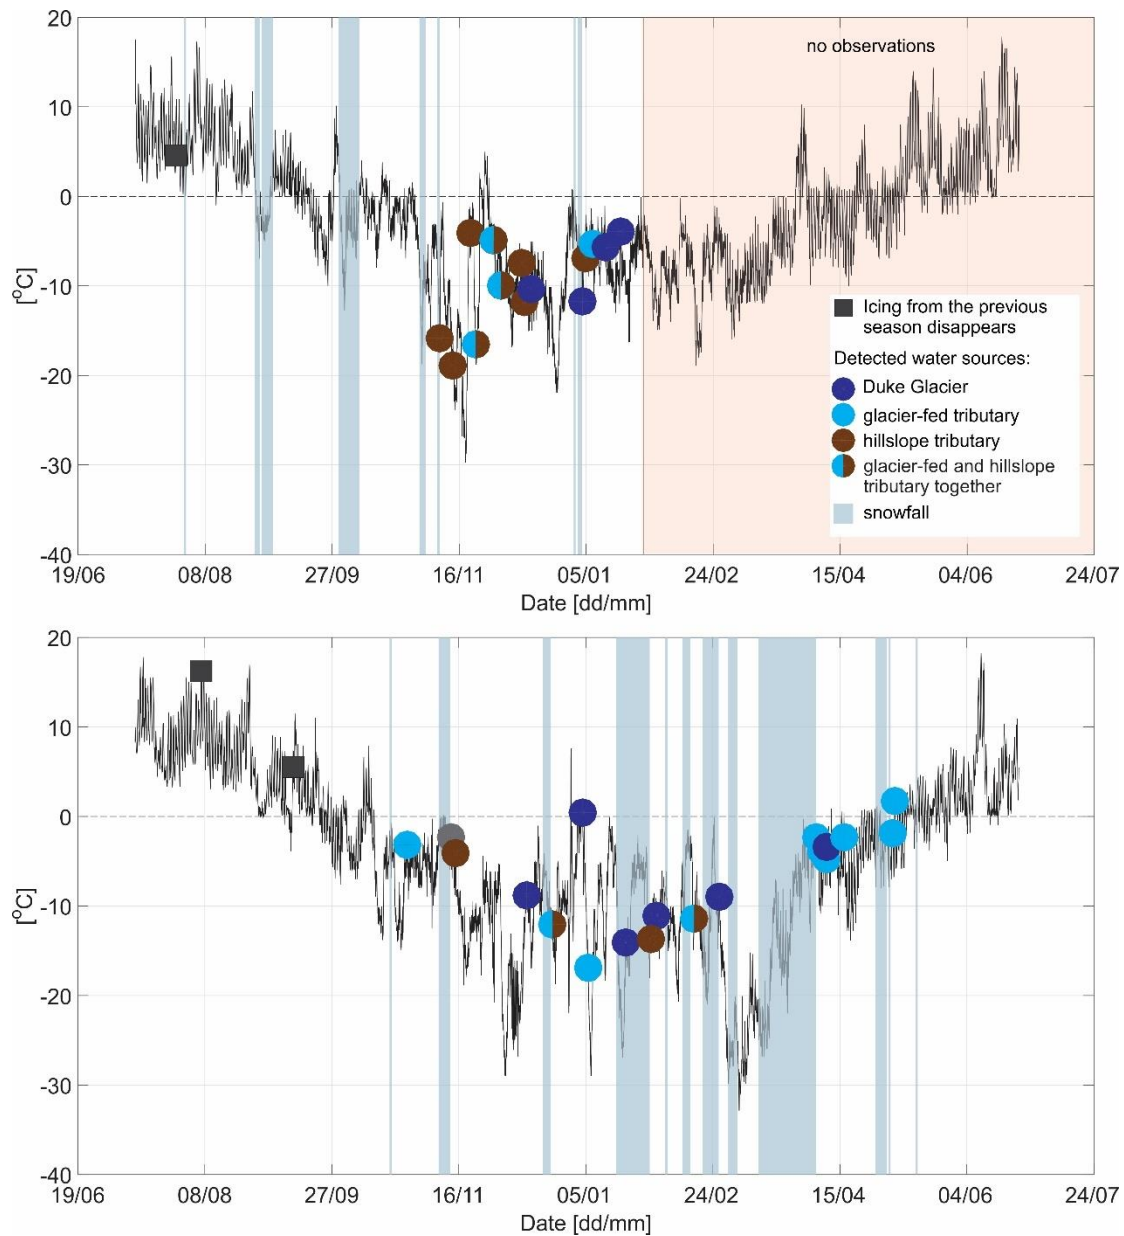 20
10
0
-10
-20
-30
-40
[°C]
no observations
Icing from the previous
season disappears
Detected water sources:
Duke Glacier
glacier-fed tributary
hillslope tributary
glacier-fed and hillslope
tributary together
snowfall
19/06 08/08 27/09 16/11 05/01 24/02 15/04 04/06 24/07
Date [dd/mm]
20
10
0
-10
-20
-30
-40
[°C]
19/06 08/08 27/09 16/11 05/01 24/02 15/04 04/06 24/07
Date [dd/mm]